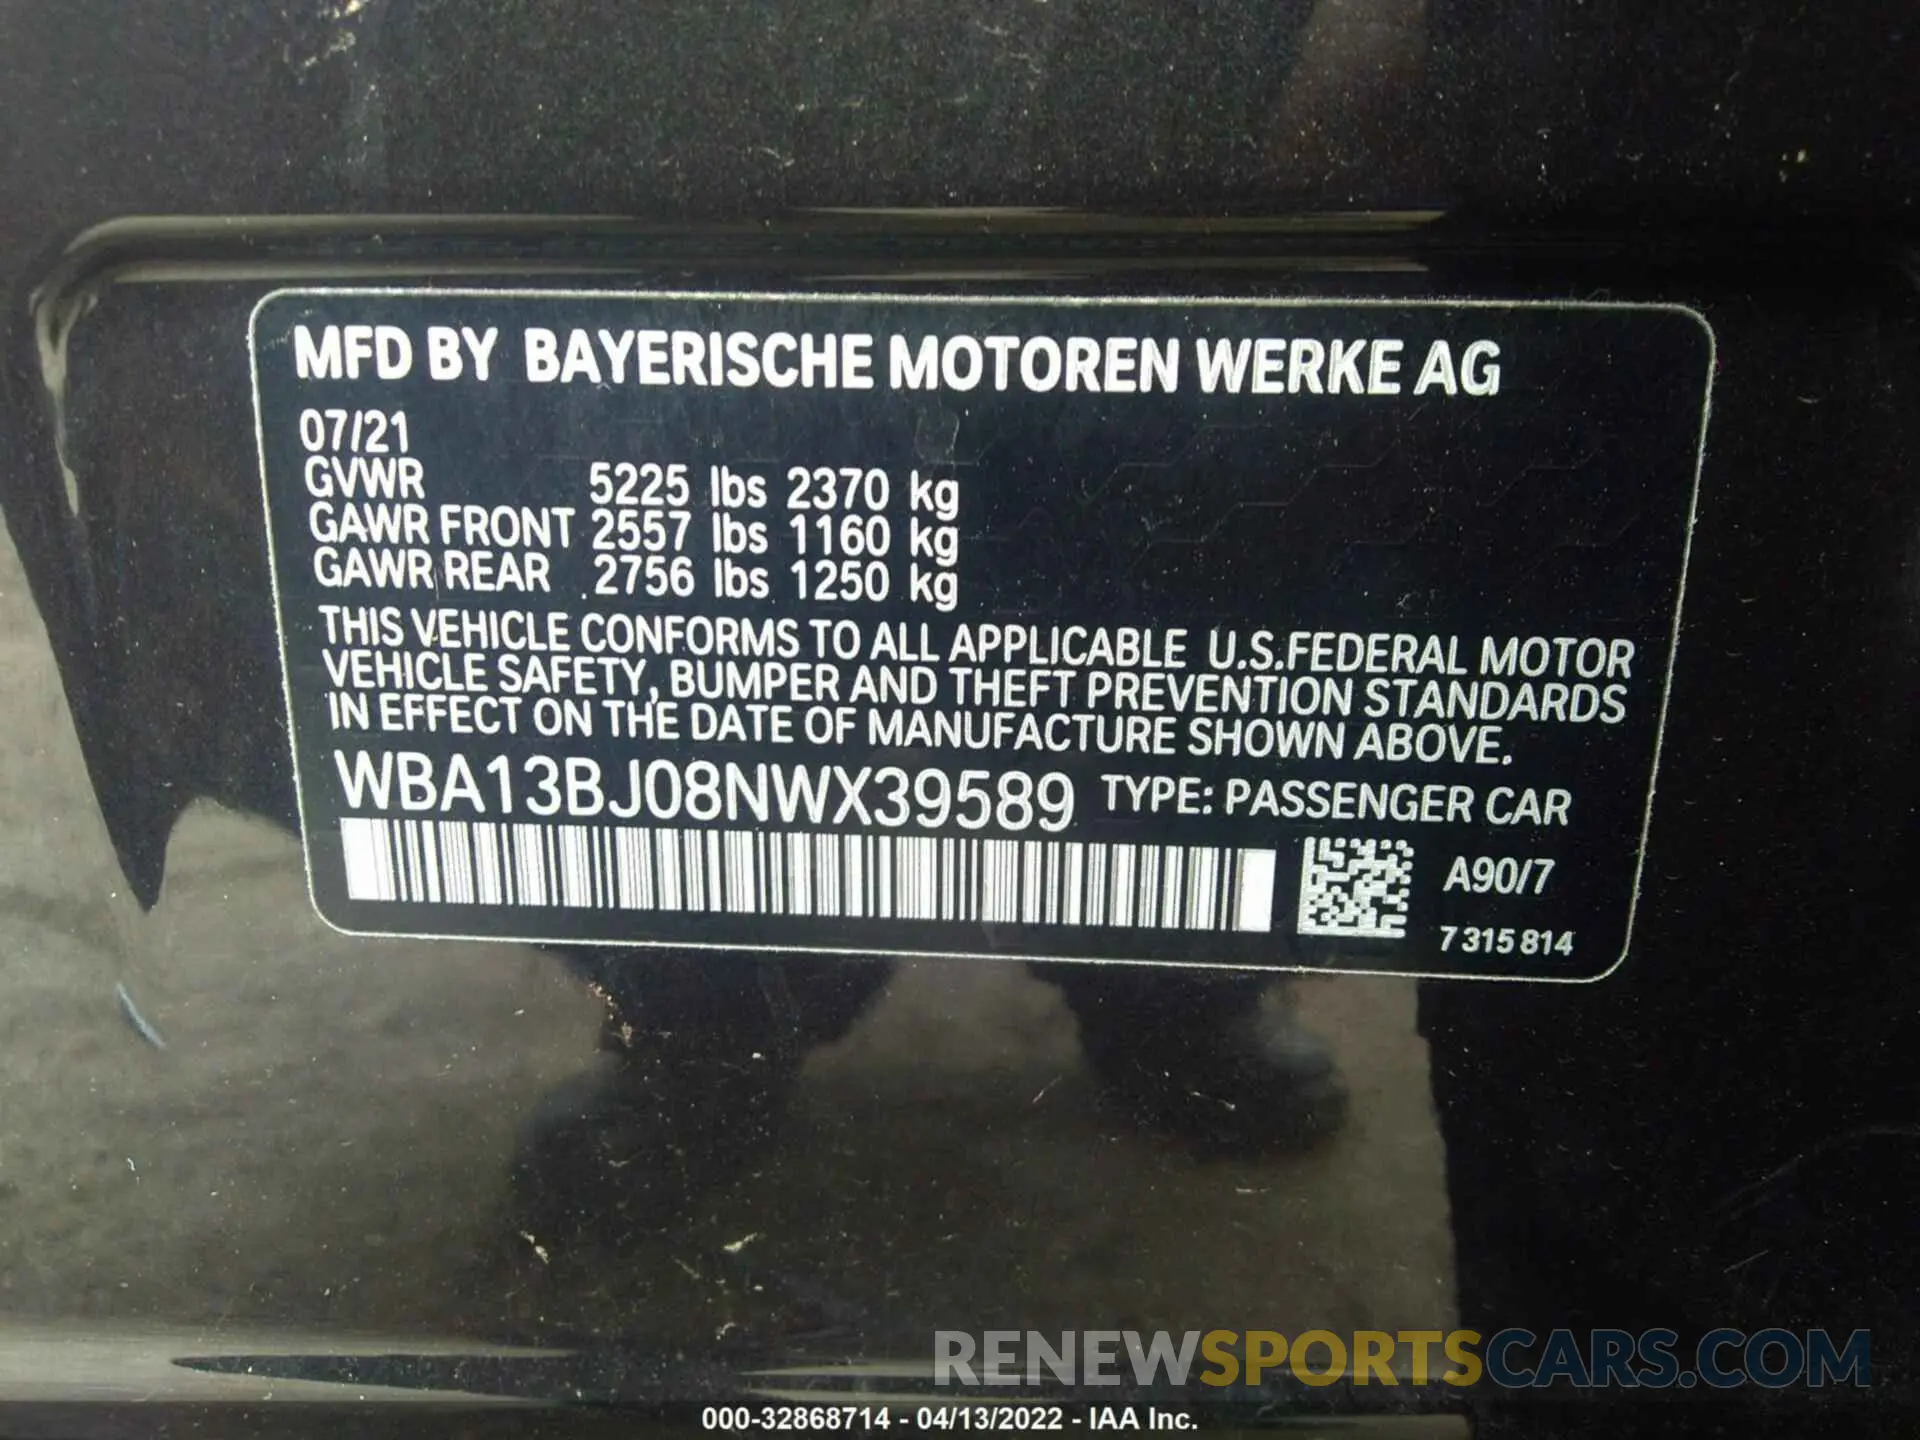 MFD BY BAYERISCHE MOTOREN WERKE AG
07/21
GVWR 5225 lbs 2370 kg
GAWR FRONT 2557 lbs 1160 kg
GAWR REAR 2756 lbs 1250 kg
THIS VEHICLE CONFORMS TO ALL APPLICABLE U.S.FEDERAL MOTOR
VEHICLE SAFETY, BUMPER AND THEFT PREVENTION STANDARDS
IN EFFECT ON THE DATE OF MANUFACTURE SHOWN ABOVE.
WBA13BJ08NWX39589 TYPE: PASSENGER CAR
A90/7
7 315 814
RENEWSPORTSCARS.COM
000-32868714 - 04/13/2022 - IAA Inc.